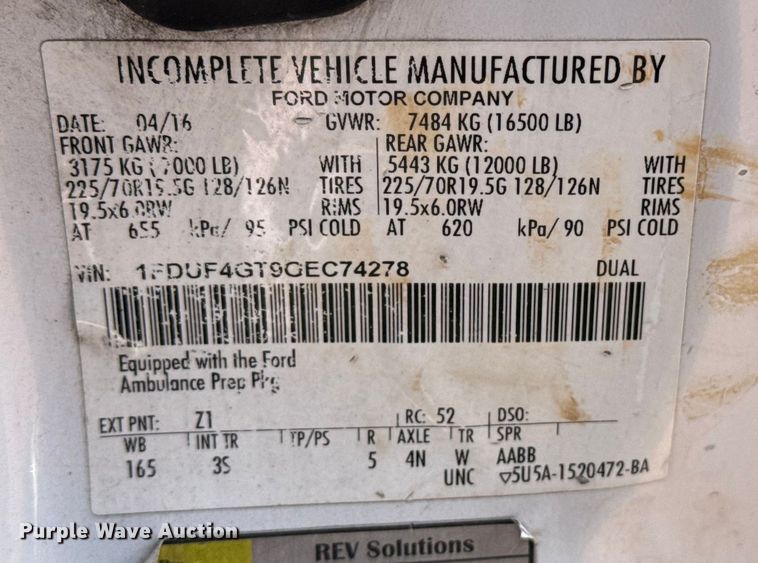 INCOMPLETE VEHICLE MANUFACTURED BY
FORD MOTOR COMPANY
DATE: 04/16 GVWR: 7484 KG (16500 LB)
FRONT GAWR: REAR GAWR:
3175 KG (7000 LB) WITH 5443 KG (12000 LB) WITH
225/70R19.5G 128/126N TIRES 225/70R19.5G 128/126N TIRES
19.5x6.0RW RIMS 19.5x6.0RW RIMS
AT 655 kPa/ 95 PSI COLD AT 620 kPa/ 90 PSI COLD
VIN: 1FDUF4GT9GEC74278 DUAL
Equipped with the Ford
Ambulance Prep Pkg
EXT PNT: Z1 RC: 52 DSO:
WB INT TR TP/PS R AXLE TR SPR
165 3S 5 4N W AABB
UNC ▽5U5A-1520472-BA
Purple Wave Auction
REV Solutions